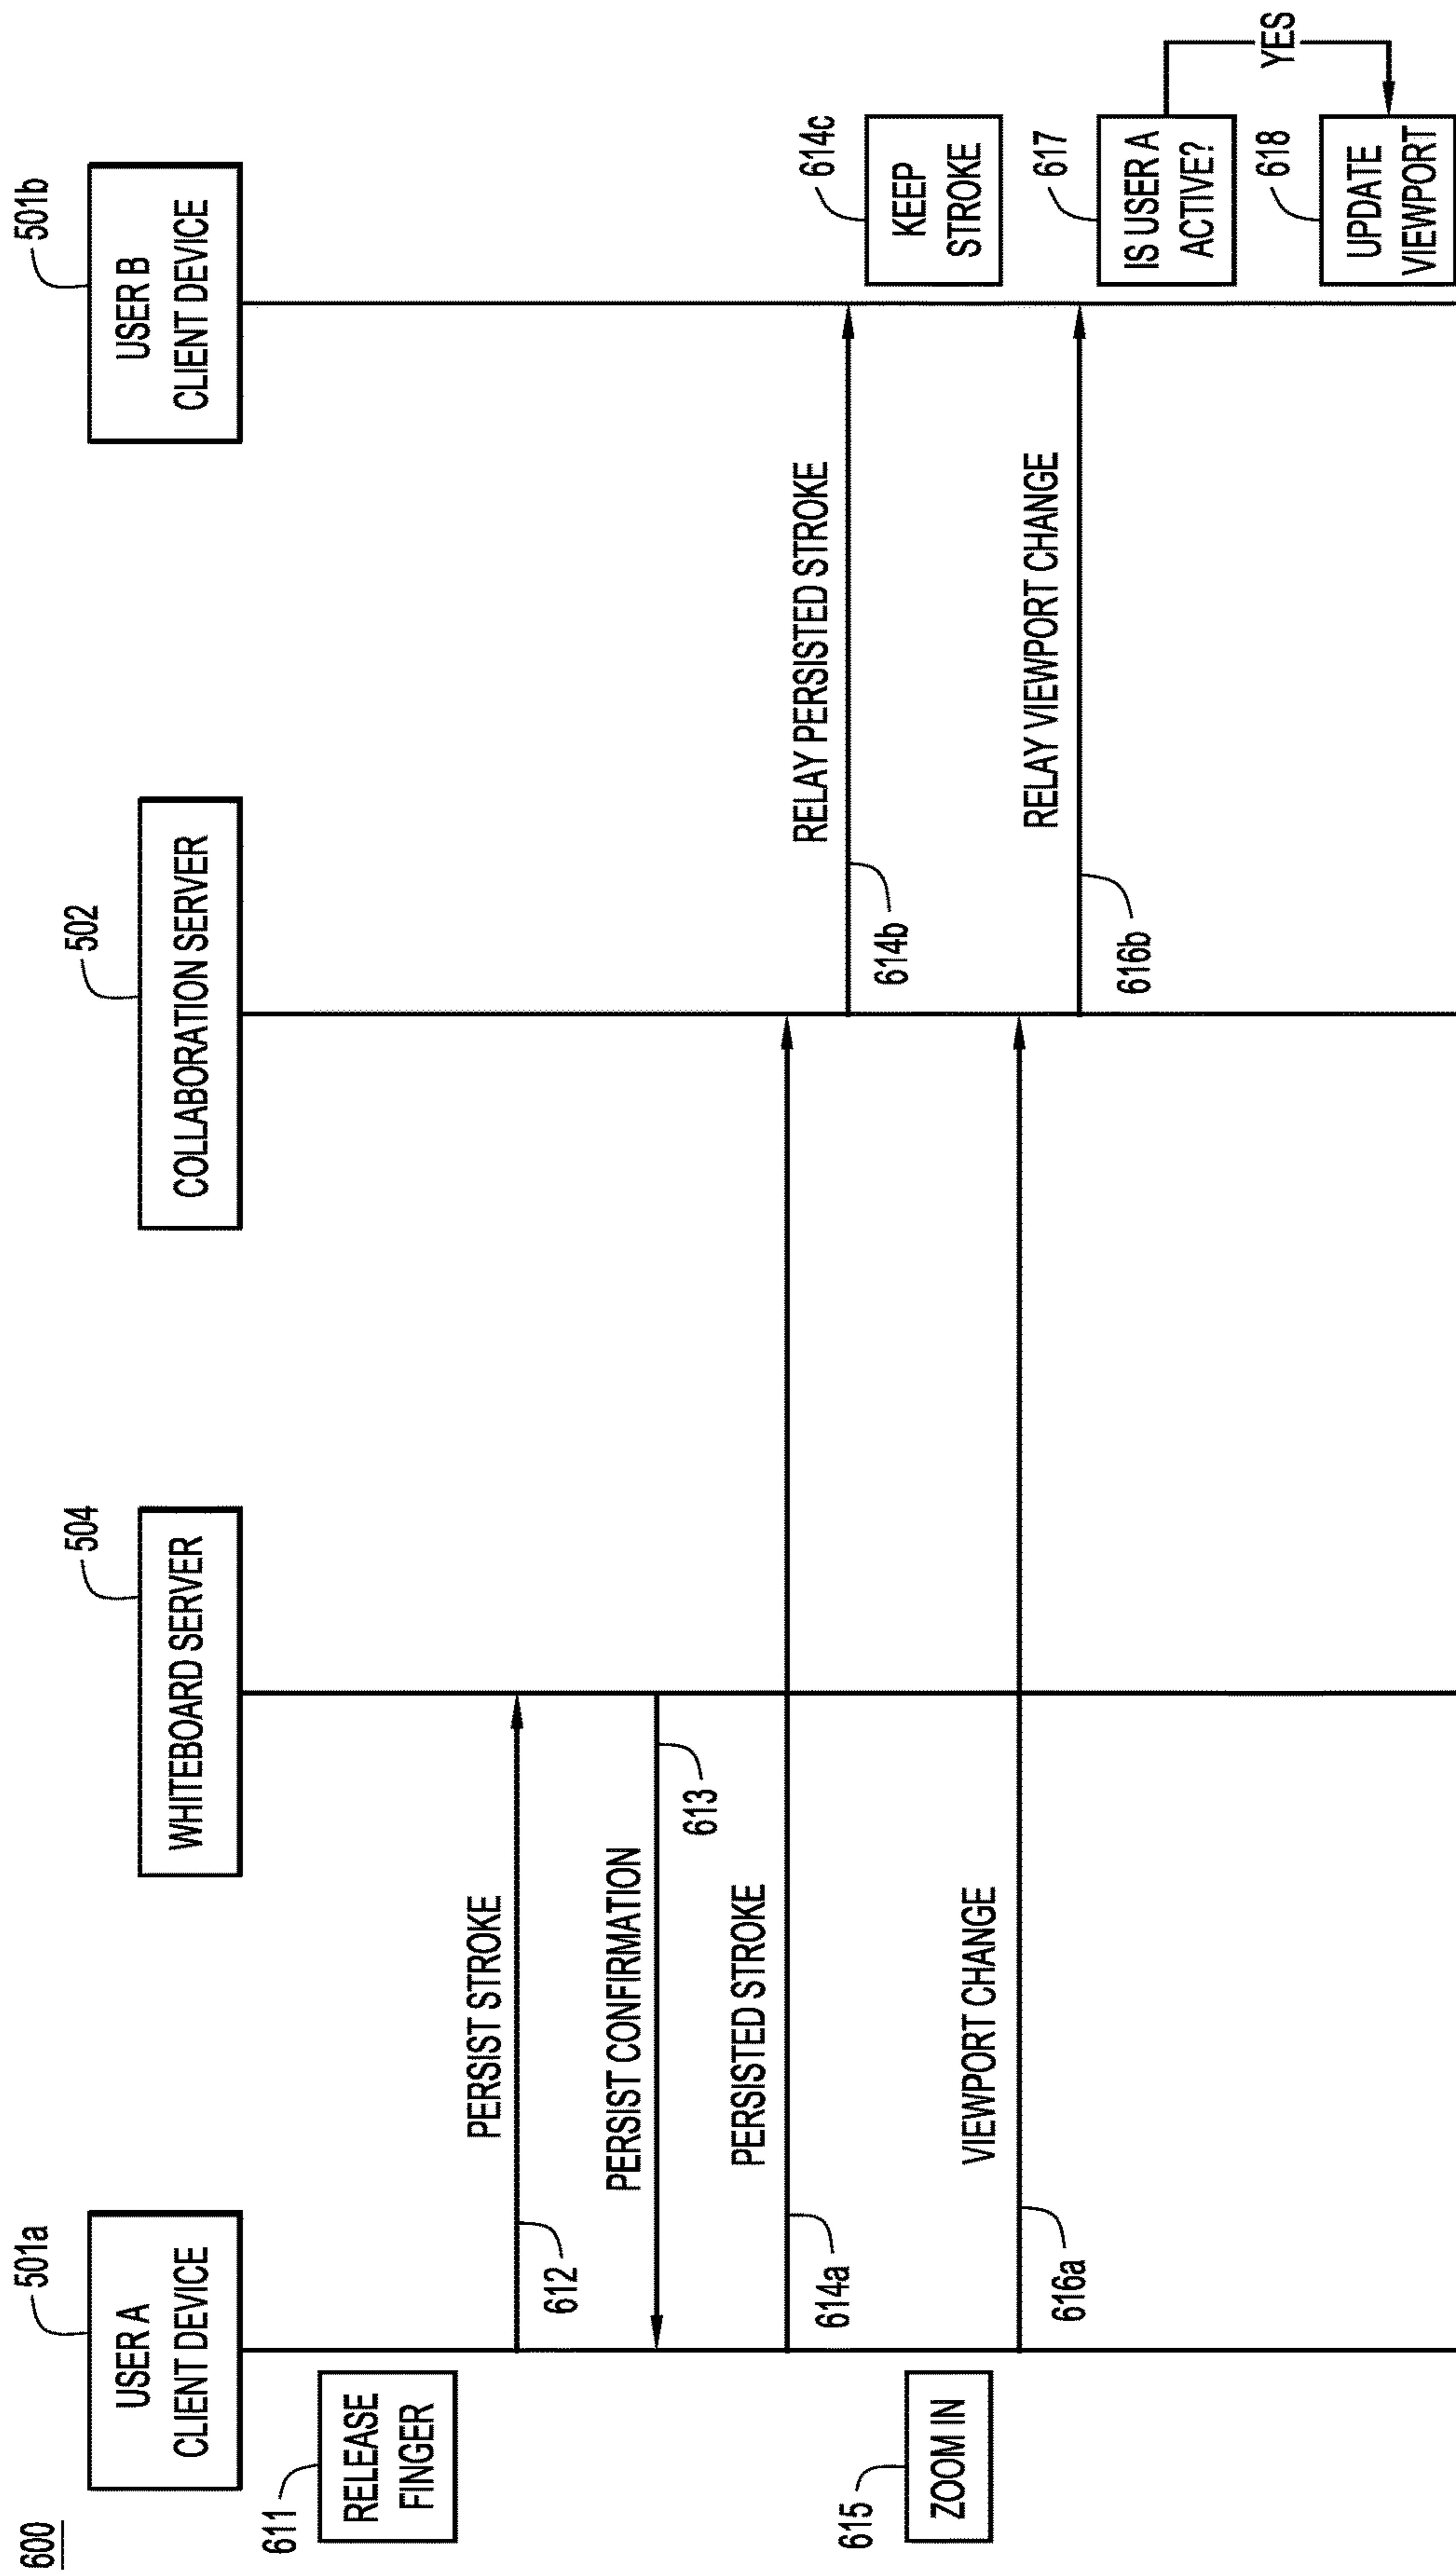 600
501a
USER A
CLIENT DEVICE
504
WHITEBOARD SERVER
502
COLLABORATION SERVER
501b
USER B
CLIENT DEVICE
611
RELEASE
FINGER
PERSIST STROKE
612
PERSIST CONFIRMATION
613
PERSISTED STROKE
614a
RELAY PERSISTED STROKE
614b
614c
KEEP
STROKE
615
ZOOM IN
VIEWPORT CHANGE
616a
RELAY VIEWPORT CHANGE
616b
617
IS USER A
ACTIVE?
YES
618
UPDATE
VIEWPORT